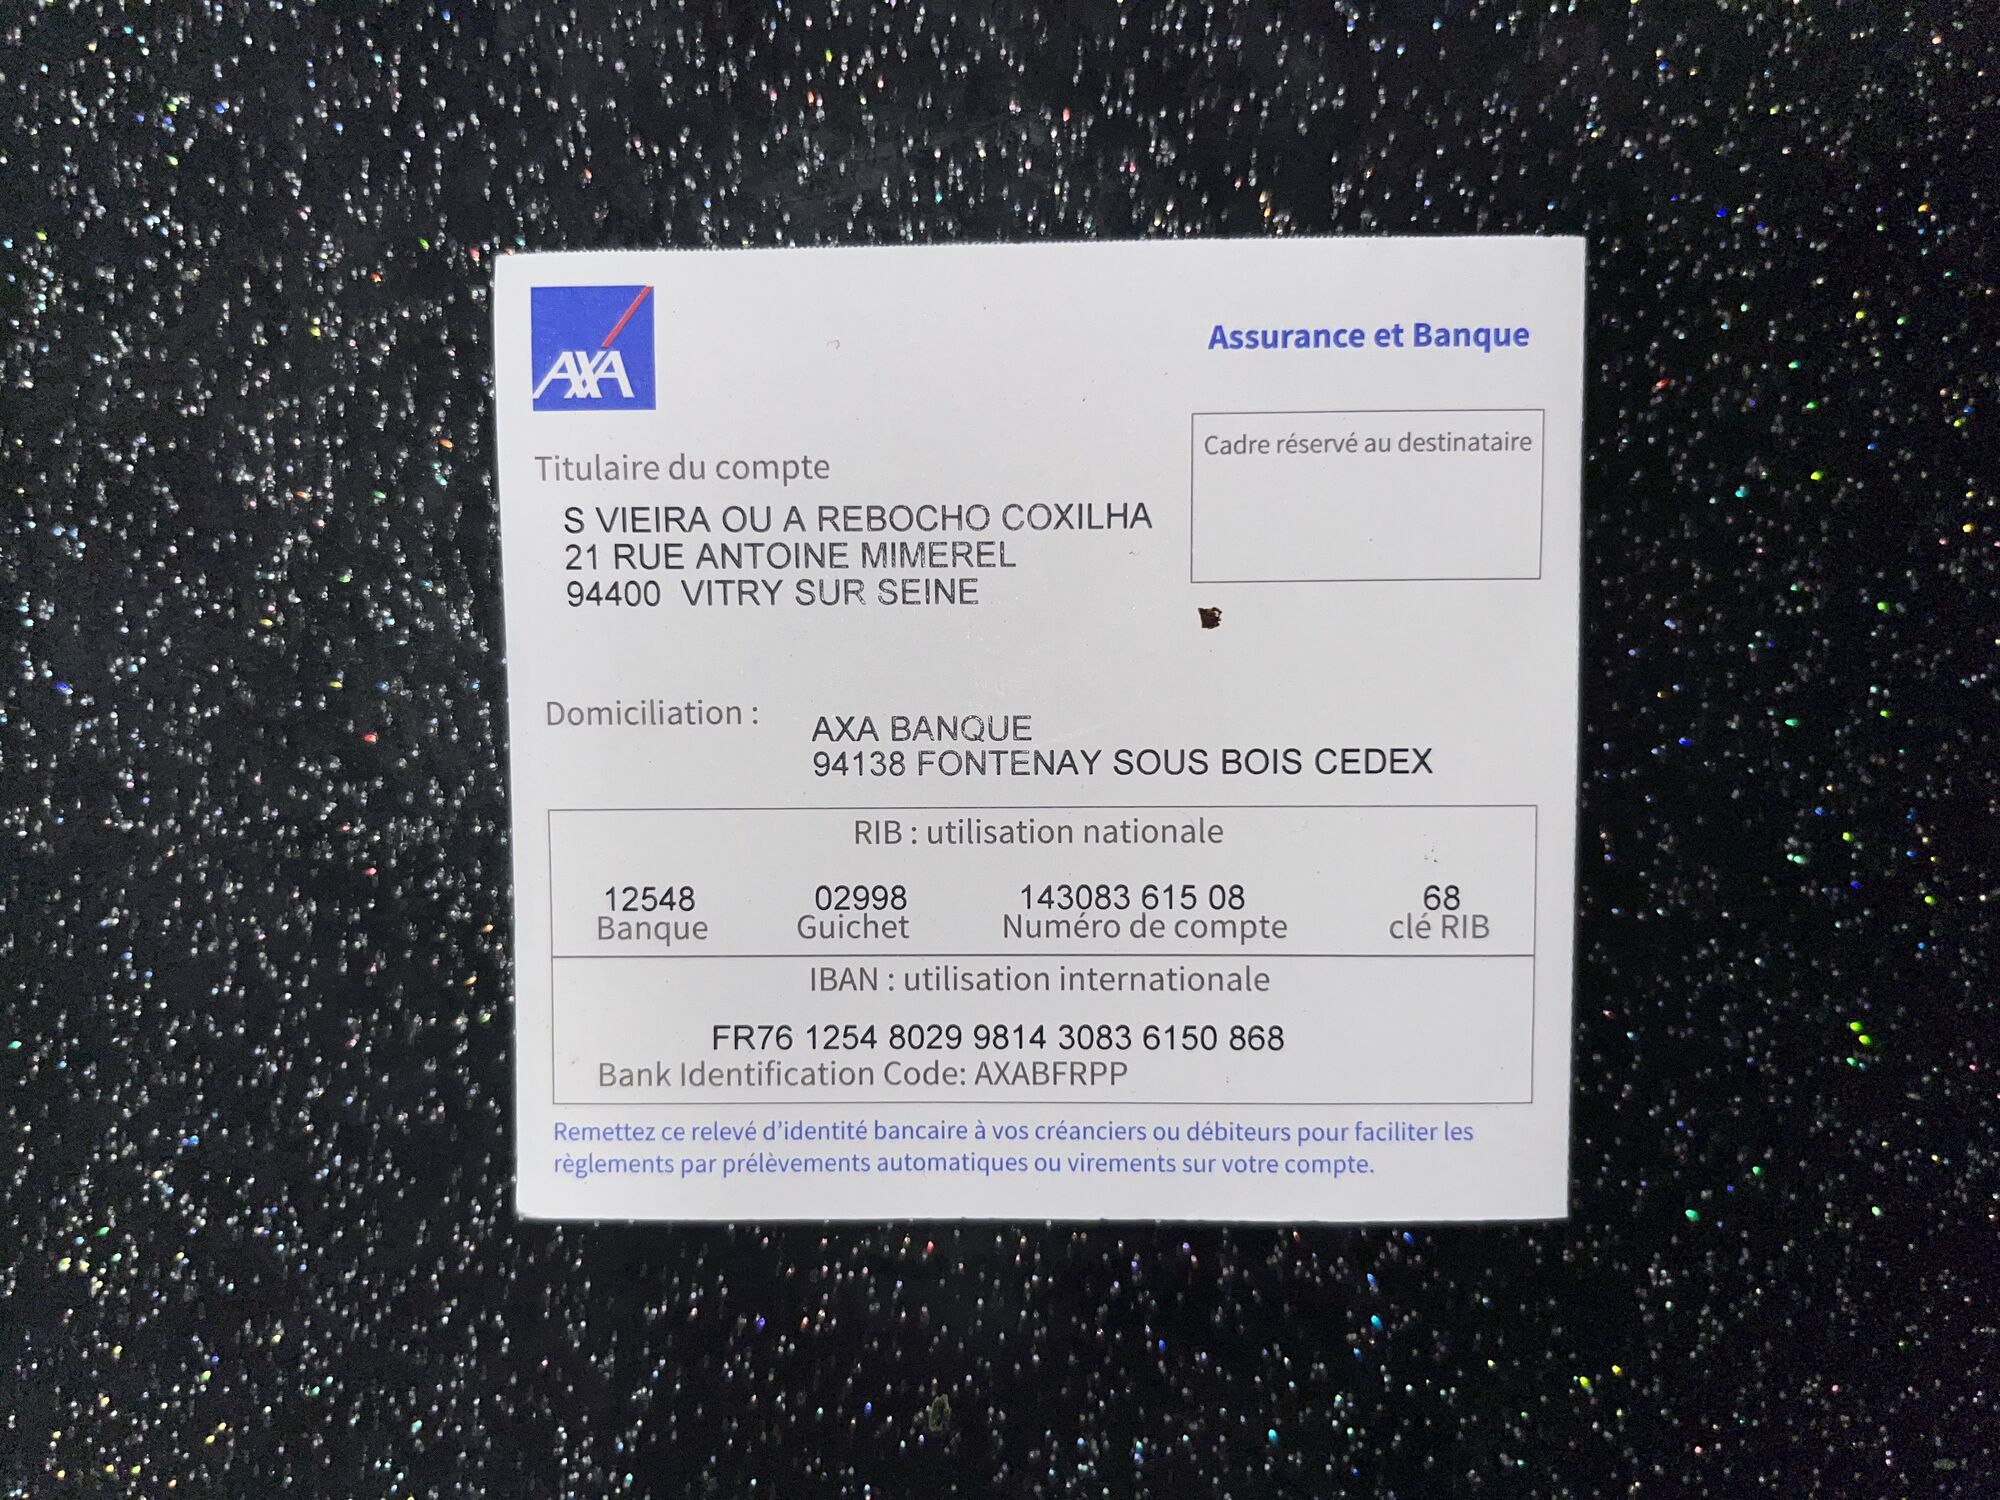 AXA
Assurance et Banque
Cadre réservé au destinataire
Titulaire du compte
S VIEIRA OU A REBOCHO COXILHA
21 RUE ANTOINE MIMEREL
94400 VITRY SUR SEINE
Domiciliation :
AXA BANQUE
94138 FONTENAY SOUS BOIS CEDEX
RIB : utilisation nationale
12548 02998 143083 615 08 68
Banque Guichet Numéro de compte clé RIB
IBAN : utilisation internationale
FR76 1254 8029 9814 3083 6150 868
Bank Identification Code: AXABFRPP
Remettez ce relevé d'identité bancaire à vos créanciers ou débiteurs pour faciliter les
règlements par prélèvements automatiques ou virements sur votre compte.